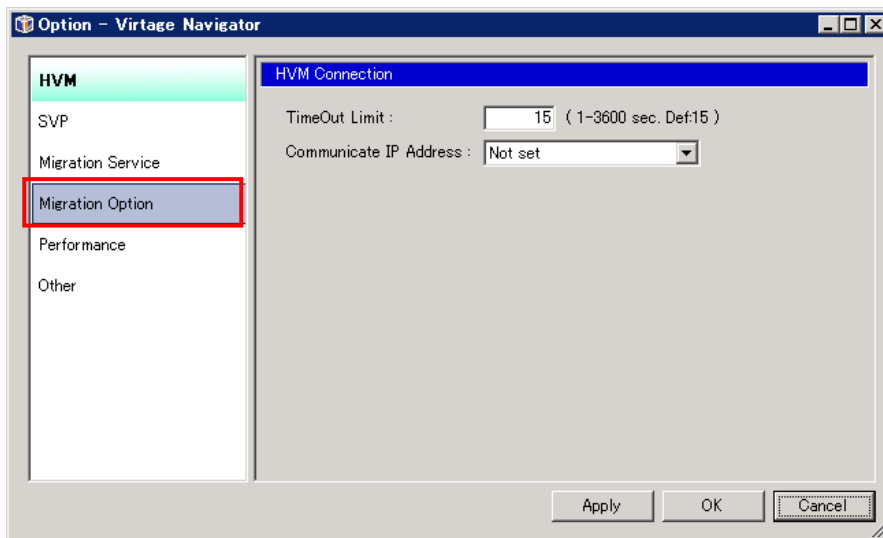 Option - Virtage Navigator
HVM
SVP
Migration Service
Migration Option
Performance
Other
HVM Connection
TimeOut Limit : 15 ( 1-3600 sec. Def:15 )
Communicate IP Address : Not set
Apply OK Cancel